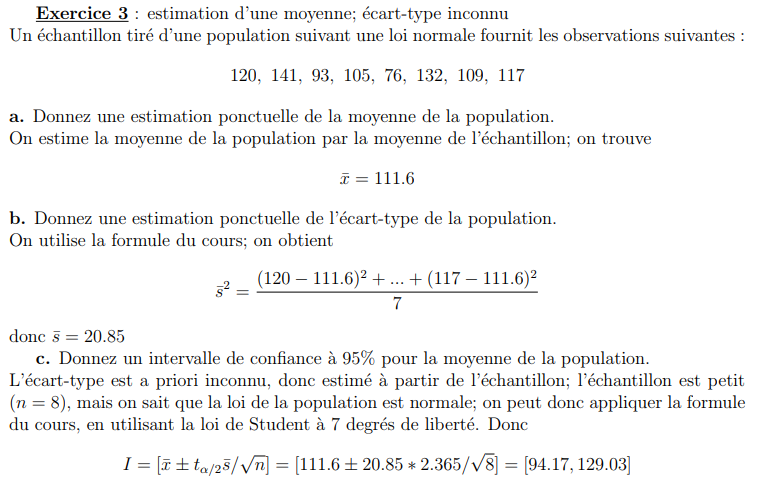 Exercice 3 : estimation d'une moyenne; écart-type inconnu
Un échantillon tiré d'une population suivant une loi normale fournit les observations suivantes :
120, 141, 93, 105, 76, 132, 109, 117
a. Donnez une estimation ponctuelle de la moyenne de la population.
On estime la moyenne de la population par la moyenne de l'échantillon; on trouve
x̄ = 111.6
b. Donnez une estimation ponctuelle de l'écart-type de la population.
On utilise la formule du cours; on obtient
s̄² = ((120 − 111.6)² + ... + (117 − 111.6)²) / 7
donc s̄ = 20.85
c. Donnez un intervalle de confiance à 95% pour la moyenne de la population.
L'écart-type est a priori inconnu, donc estimé à partir de l'échantillon; l'échantillon est petit
(n = 8), mais on sait que la loi de la population est normale; on peut donc appliquer la formule
du cours, en utilisant la loi de Student à 7 degrés de liberté. Donc
I = [x̄ ± t_{α/2}s̄/√n] = [111.6 ± 20.85 ∗ 2.365/√8] = [94.17, 129.03]